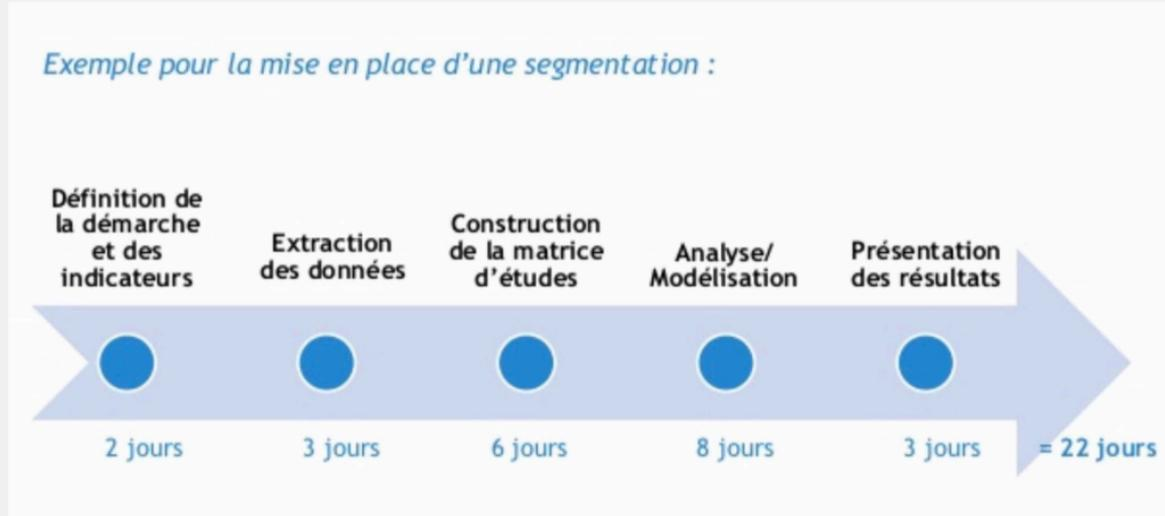 Exemple pour la mise en place d’une segmentation :
Définition de
la démarche
et des
indicateurs
Extraction
des données
Construction
de la matrice
d’études
Analyse/
Modélisation
Présentation
des résultats
2 jours
3 jours
6 jours
8 jours
3 jours
= 22 jours